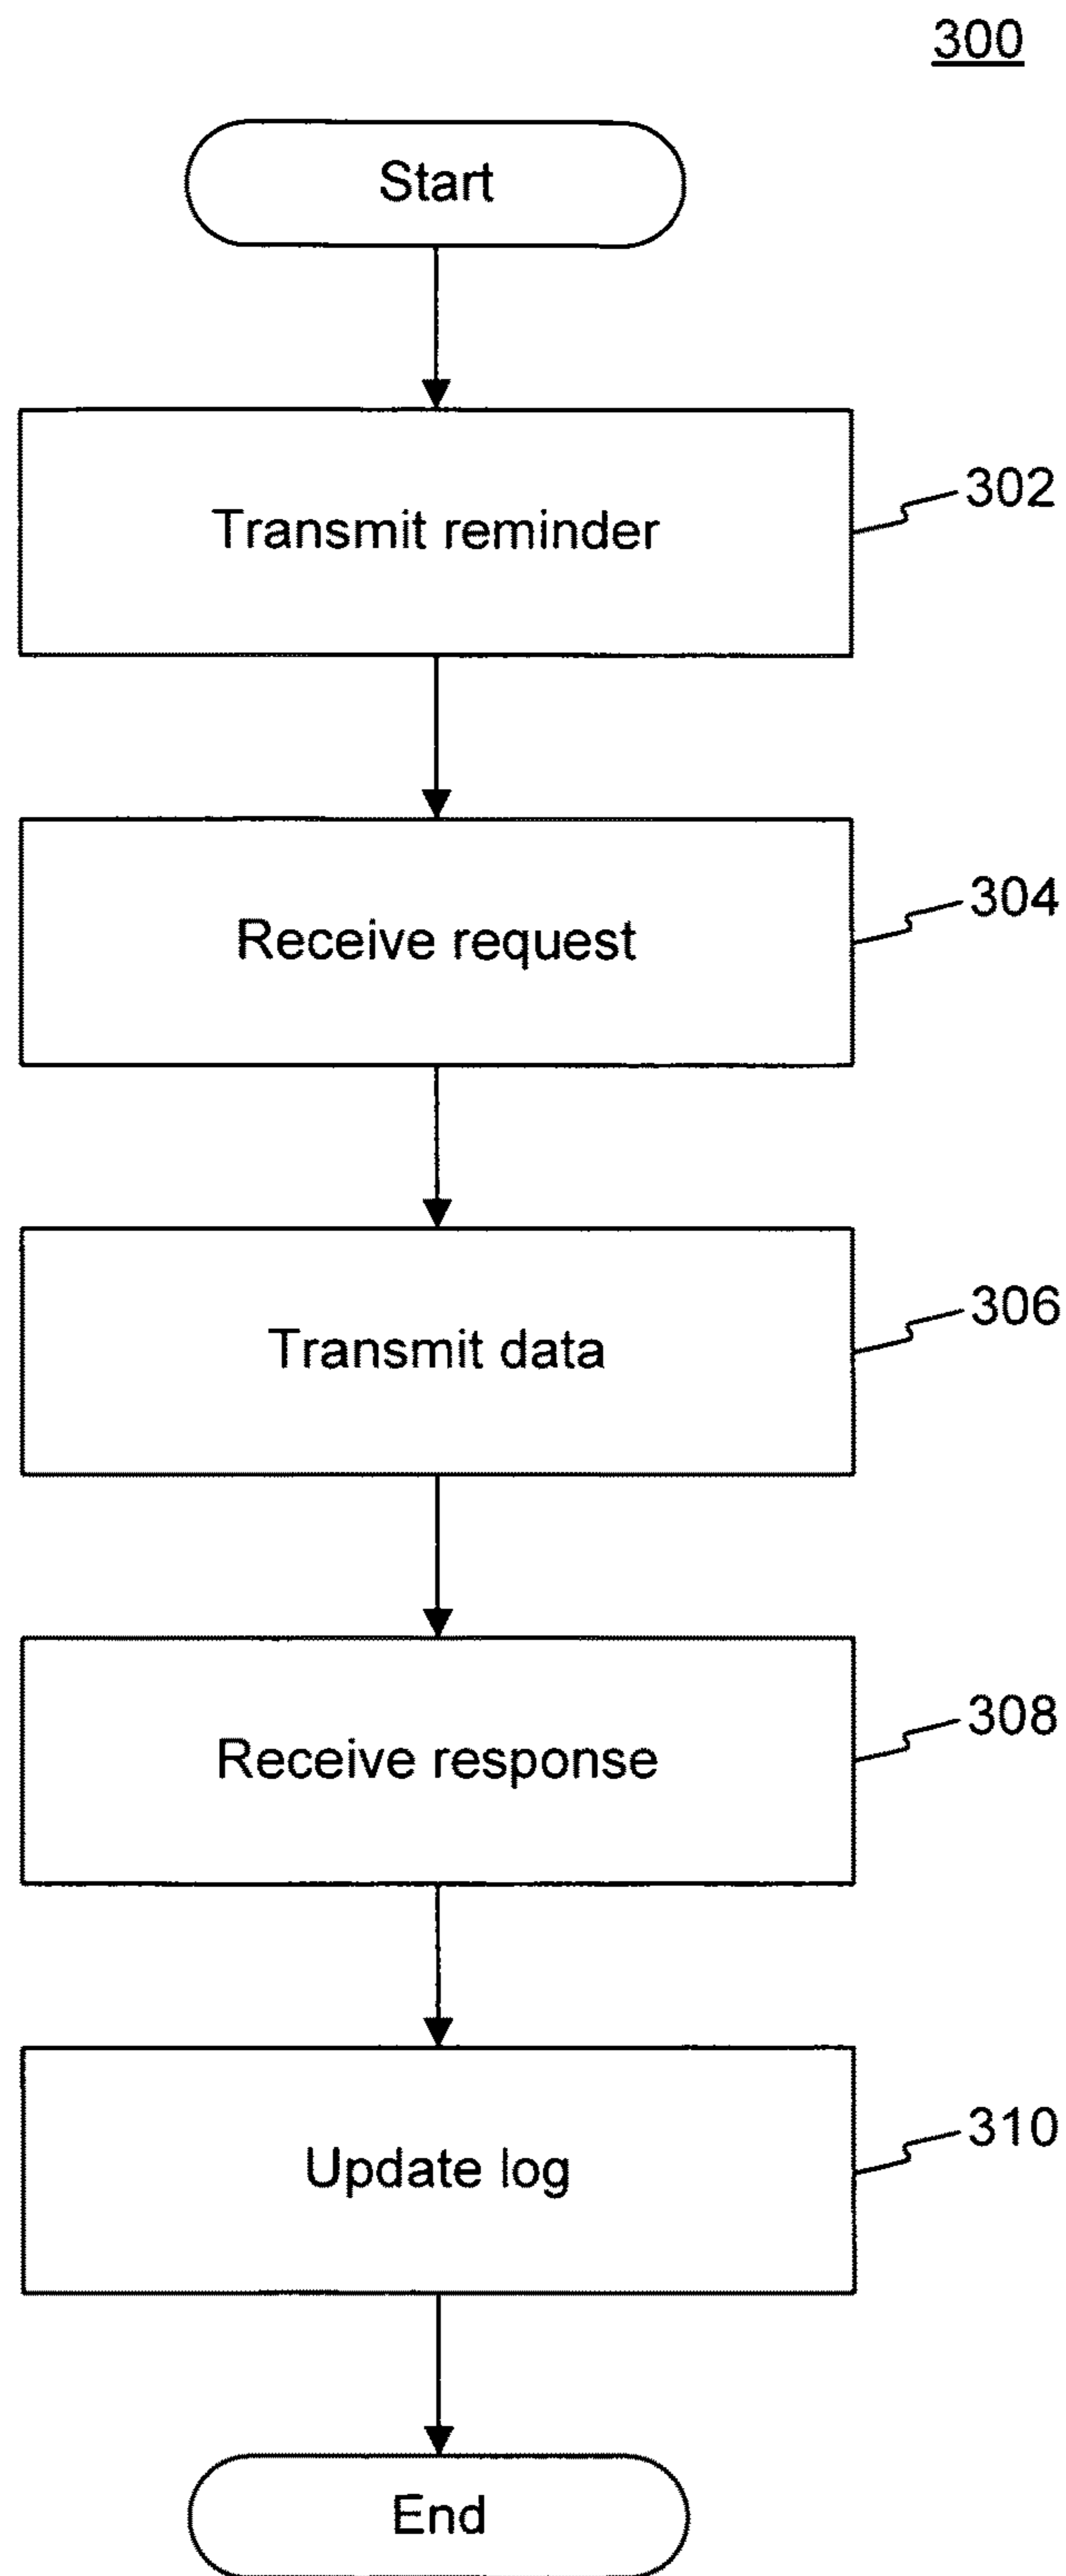 300
Start
Transmit reminder
302
Receive request
304
Transmit data
306
Receive response
308
Update log
310
End